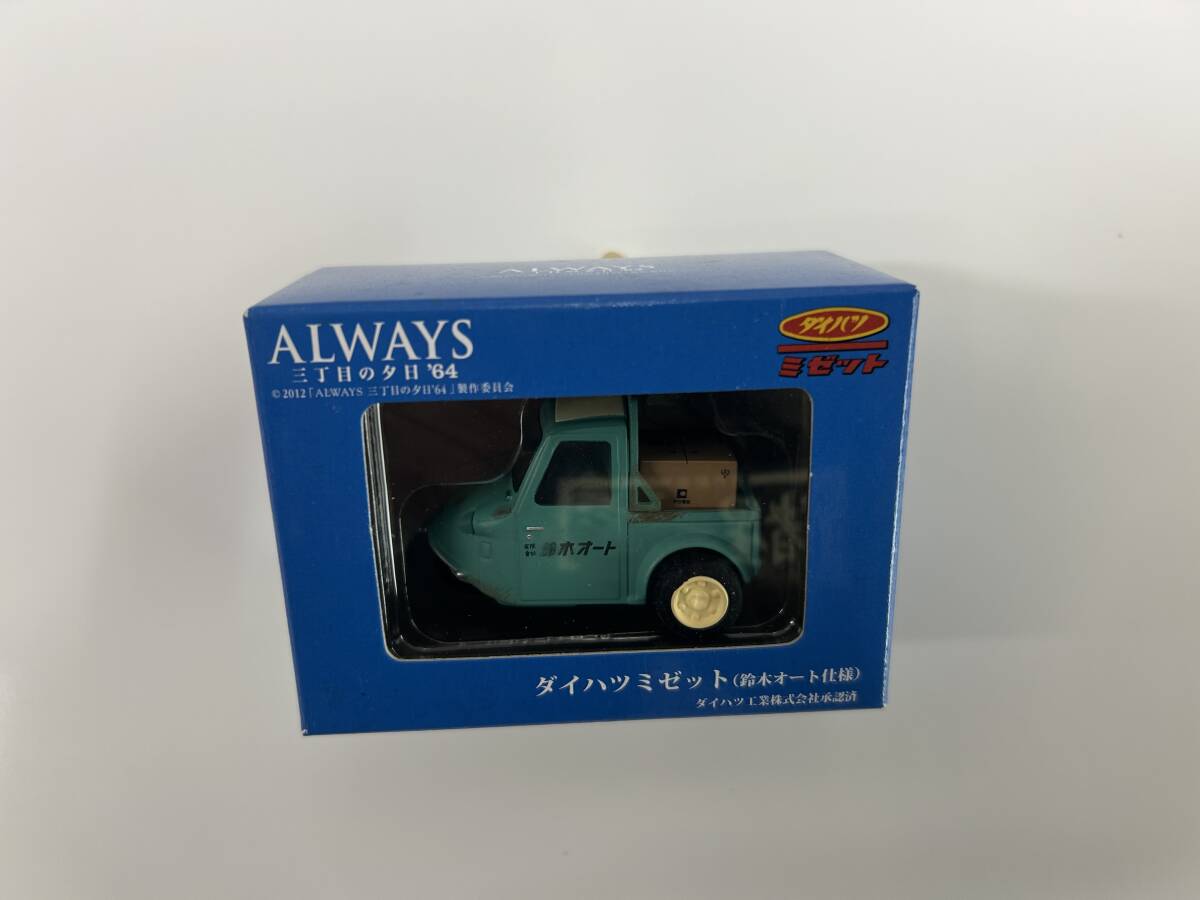 ALWAYS
ALWAYS
三丁目の夕日'64
©2012「ALWAYS 三丁目の夕日'64」製作委員会
ダイハツ
ミゼット
鈴木オート
ダイハツミゼット(鈴木オート仕様)
ダイハツ工業株式会社承認済